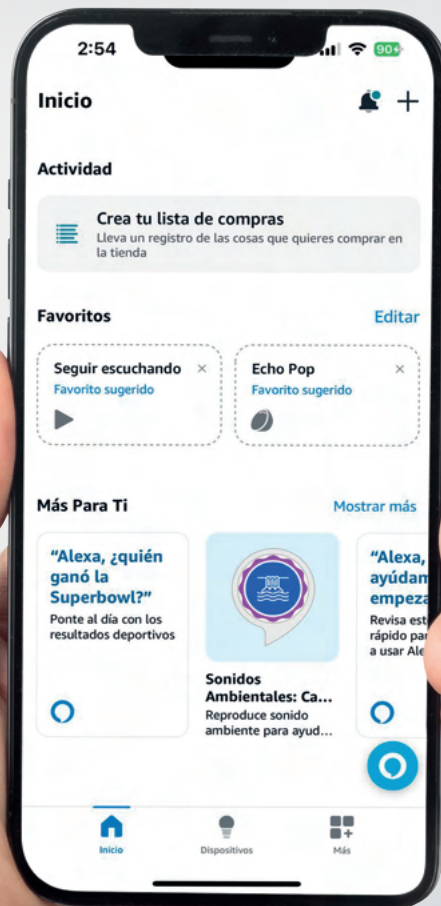 2:54
90+
Inicio
Actividad
Crea tu lista de compras
Lleva un registro de las cosas que quieres comprar en
la tienda
Favoritos
Editar
Seguir escuchando
Favorito sugerido
Echo Pop
Favorito sugerido
Más Para Ti
Mostrar más
“Alexa, ¿quién
ganó la
Superbowl?”
Ponte al día con los
resultados deportivos
Sonidos
Ambientales: Ca...
Reproduce sonido
ambiente para ayud...
“Alexa,
ayúdam
empeza
Revisa est
rápido par
a usar Ale
Inicio
Dispositivos
Más